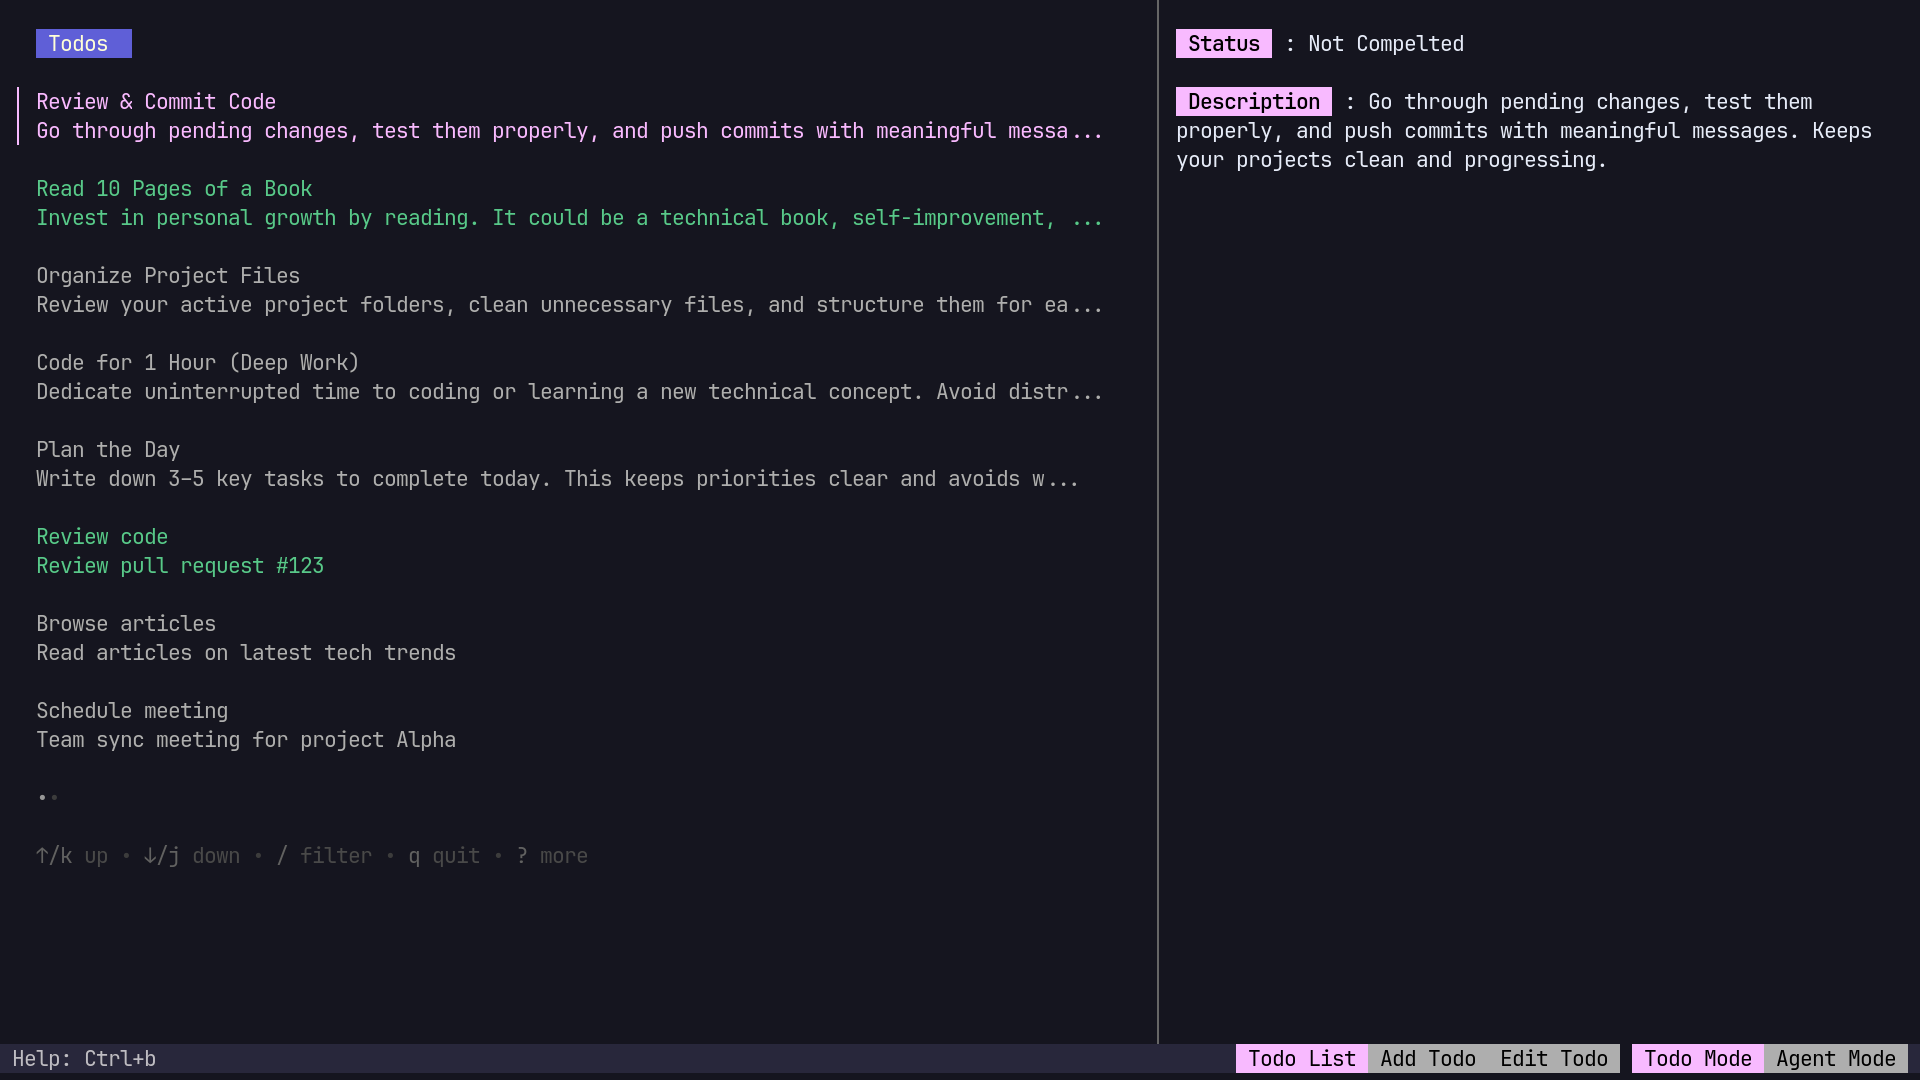 Todos
Review & Commit Code
Go through pending changes, test them properly, and push commits with meaningful messa...
Read 10 Pages of a Book
Invest in personal growth by reading. It could be a technical book, self-improvement, ...
Organize Project Files
Review your active project folders, clean unnecessary files, and structure them for ea...
Code for 1 Hour (Deep Work)
Dedicate uninterrupted time to coding or learning a new technical concept. Avoid distr...
Plan the Day
Write down 3–5 key tasks to complete today. This keeps priorities clear and avoids w...
Review code
Review pull request #123
Browse articles
Read articles on latest tech trends
Schedule meeting
Team sync meeting for project Alpha
••
↑/k up • ↓/j down • / filter • q quit • ? more
Status : Not Compelted
Description : Go through pending changes, test them
properly, and push commits with meaningful messages. Keeps
your projects clean and progressing.
Help: Ctrl+b
Todo List Add Todo Edit Todo Todo Mode Agent Mode